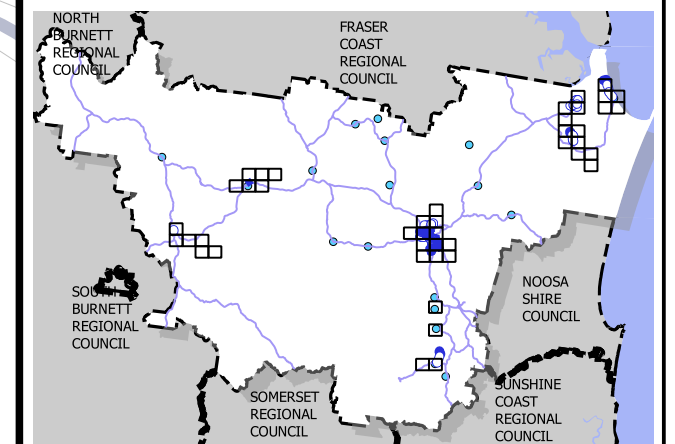 NORTH
BURNETT
REGIONAL
COUNCIL
FRASER
COAST
REGIONAL
COUNCIL
SOUTH
BURNETT
REGIONAL
COUNCIL
NOOSA
SHIRE
COUNCIL
SOMERSET
REGIONAL
COUNCIL
SUNSHINE
COAST
REGIONAL
COUNCIL